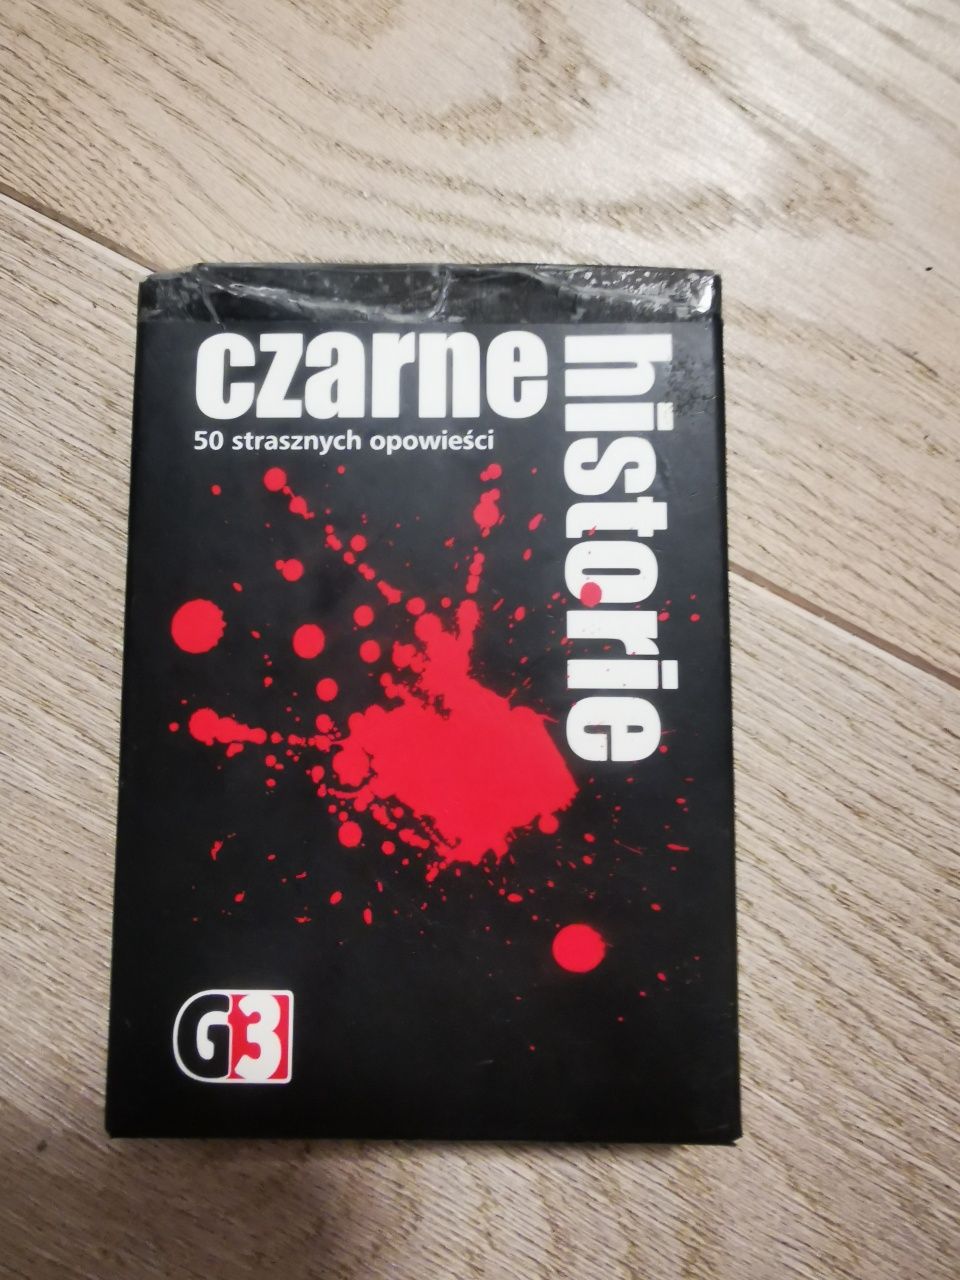 czarne
historie
50 strasznych opowieści
G3